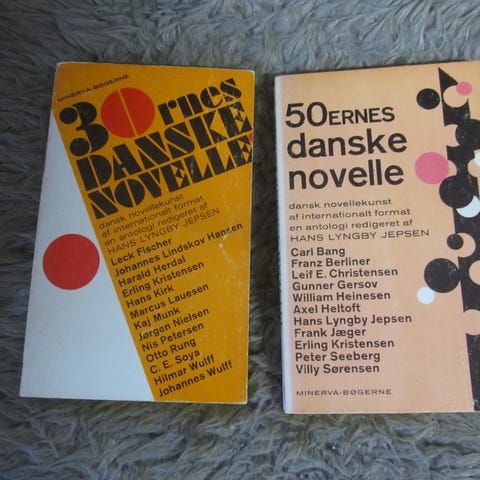 MINERVA-BØGERNE
30rnes
DANSKE
NOVELLE
dansk novellekunst
af internationalt format
en antologi redigeret af
HANS LYNGBY JEPSEN
Leck Fischer
Johannes Lindskov Hansen
Harald Herdal
Erling Kristensen
Hans Kirk
Marcus Lauesen
Kaj Munk
Jørgen Nielsen
Nis Petersen
Otto Rung
C. E. Soya
Hilmar Wulff
Johannes Wulff
50ERNES
danske
novelle
dansk novellekunst
af internationalt format
en antologi redigeret af
HANS LYNGBY JEPSEN
Carl Bang
Franz Berliner
Leif E. Christensen
Gunner Gersov
William Heinesen
Axel Heltoft
Hans Lyngby Jepsen
Frank Jæger
Erling Kristensen
Peter Seeberg
Villy Sørensen
MINERVA-BØGERNE